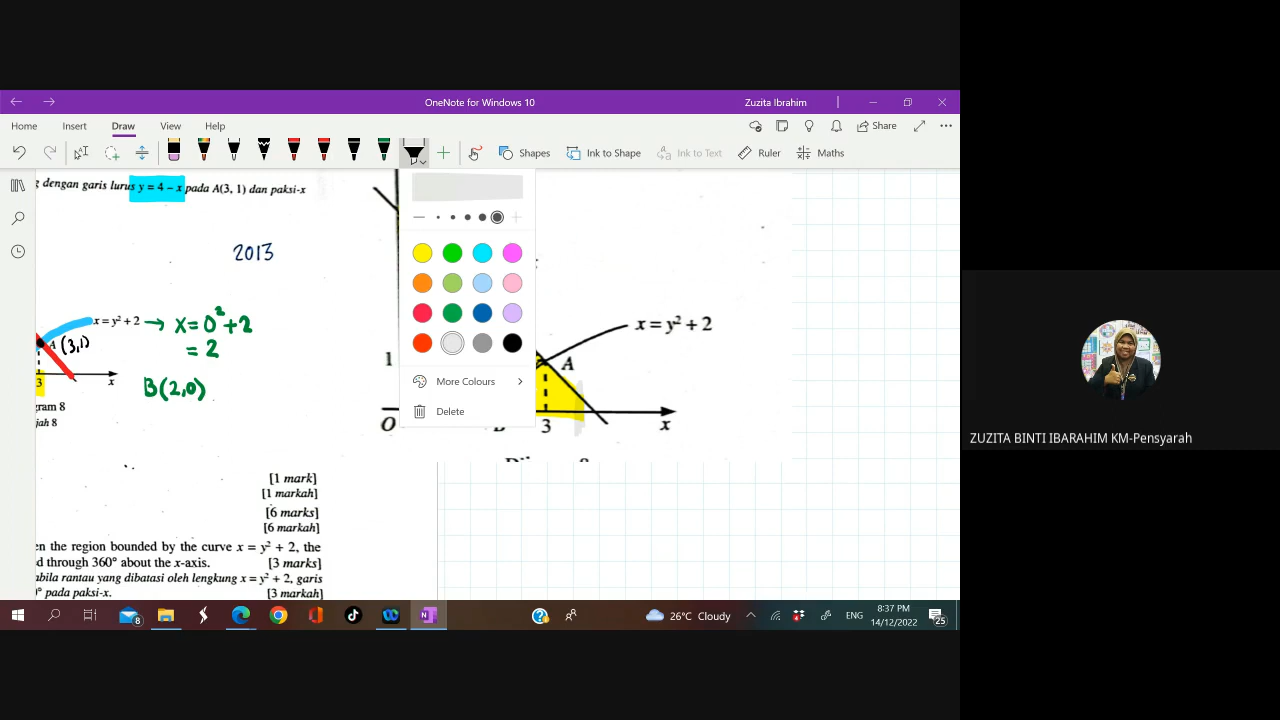 OneNote for Windows 10
Zuzita Ibrahim
Home Insert Draw View Help
Share
Shapes Ink to Shape Ink to Text Ruler Maths
g dengan garis lurus y = 4 – x pada A(3, 1) dan paksi-x
2013
x = y² + 2 → x = 0² + 2
= 2
A (3,1)
3
x
B(2,0)
gram 8
jah 8
More Colours
Delete
x = y² + 2
1
A
O
3
x
[1 mark]
[1 markah]
[6 marks]
[6 markah]
en the region bounded by the curve x = y² + 2, the
d through 360° about the x-axis. [3 marks]
abila rantau yang dibatasi oleh lengkung x = y² + 2, garis
0° pada paksi-x. [3 markah]
ZUZITA BINTI IBARAHIM KM-Pensyarah
8
26°C Cloudy
ENG
8:37 PM
14/12/2022
25